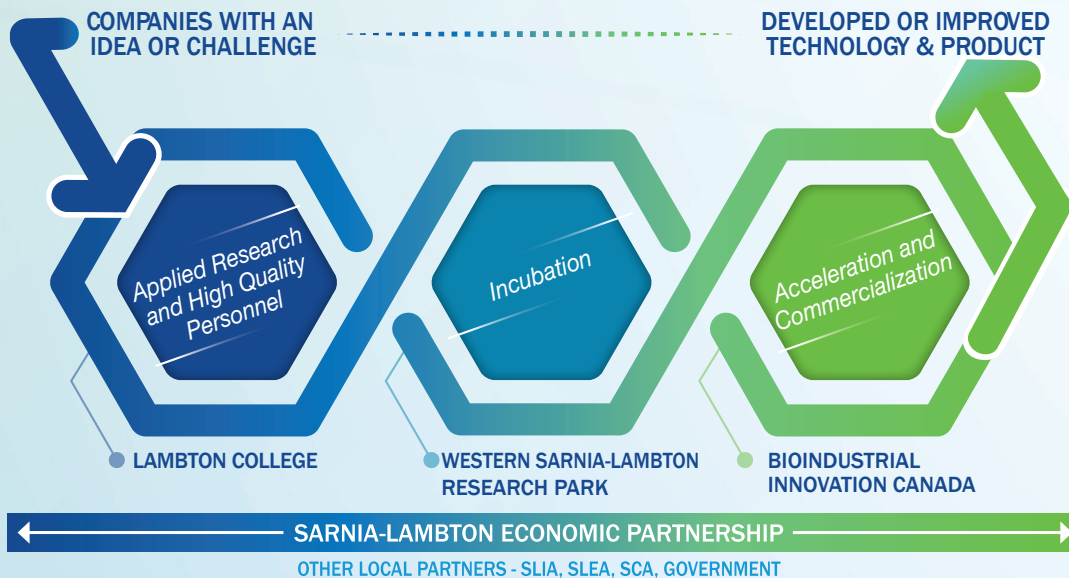 COMPANIES WITH AN
IDEA OR CHALLENGE
DEVELOPED OR IMPROVED
TECHNOLOGY & PRODUCT
Applied Research
and High Quality
Personnel
Incubation
Acceleration and
Commercialization
LAMBTON COLLEGE
WESTERN SARNIA-LAMBTON
RESEARCH PARK
BIOINDUSTRIAL
INNOVATION CANADA
SARNIA-LAMBTON ECONOMIC PARTNERSHIP
OTHER LOCAL PARTNERS - SLIA, SLEA, SCA, GOVERNMENT